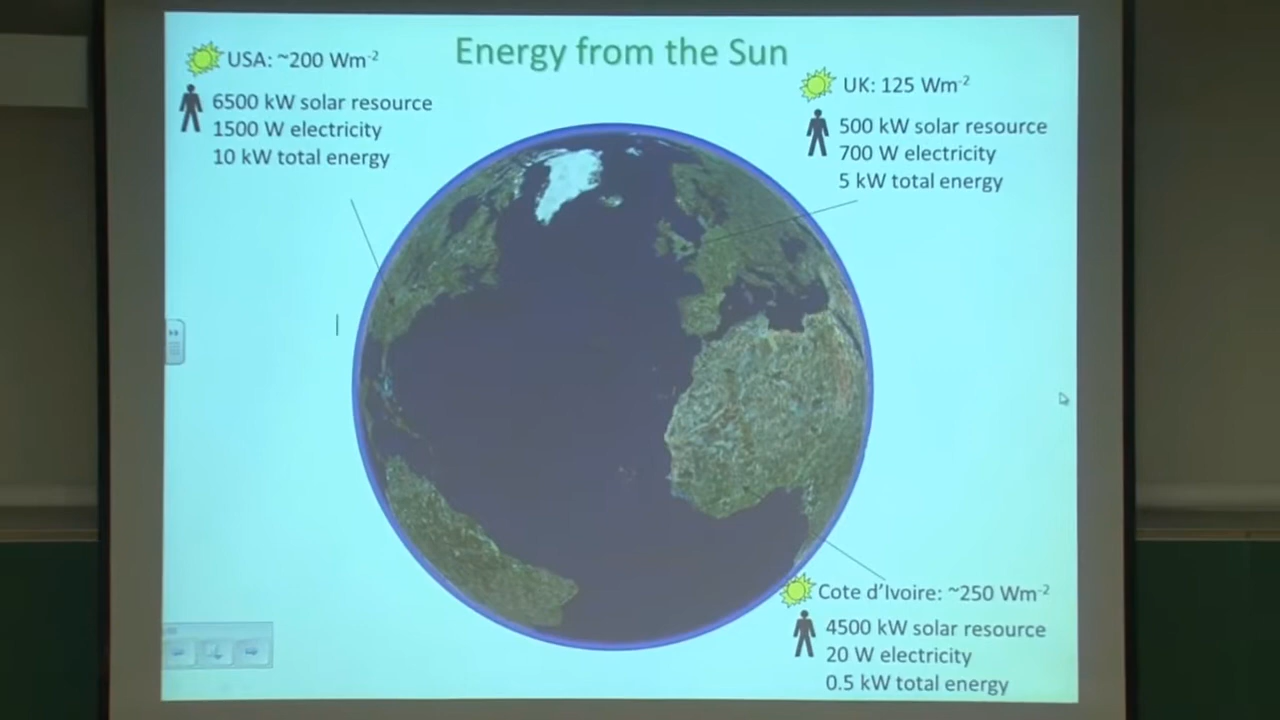 Energy from the Sun
USA: ~200 Wm-2
6500 kW solar resource
1500 W electricity
10 kW total energy
UK: 125 Wm-2
500 kW solar resource
700 W electricity
5 kW total energy
Cote d'Ivoire: ~250 Wm-2
4500 kW solar resource
20 W electricity
0.5 kW total energy